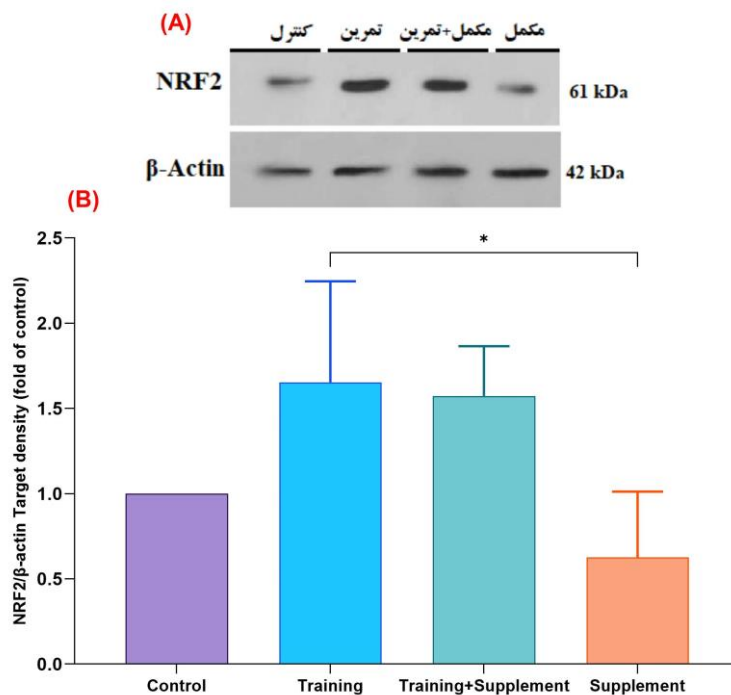 (A)
کنترل تمرین مکمل+تمرین مکمل
NRF2 61 kDa
β-Actin 42 kDa
(B)
NRF2/β-actin Target density (fold of control)
2.5
2.0
1.5
1.0
0.5
0.0
*
Control Training Training+Supplement Supplement